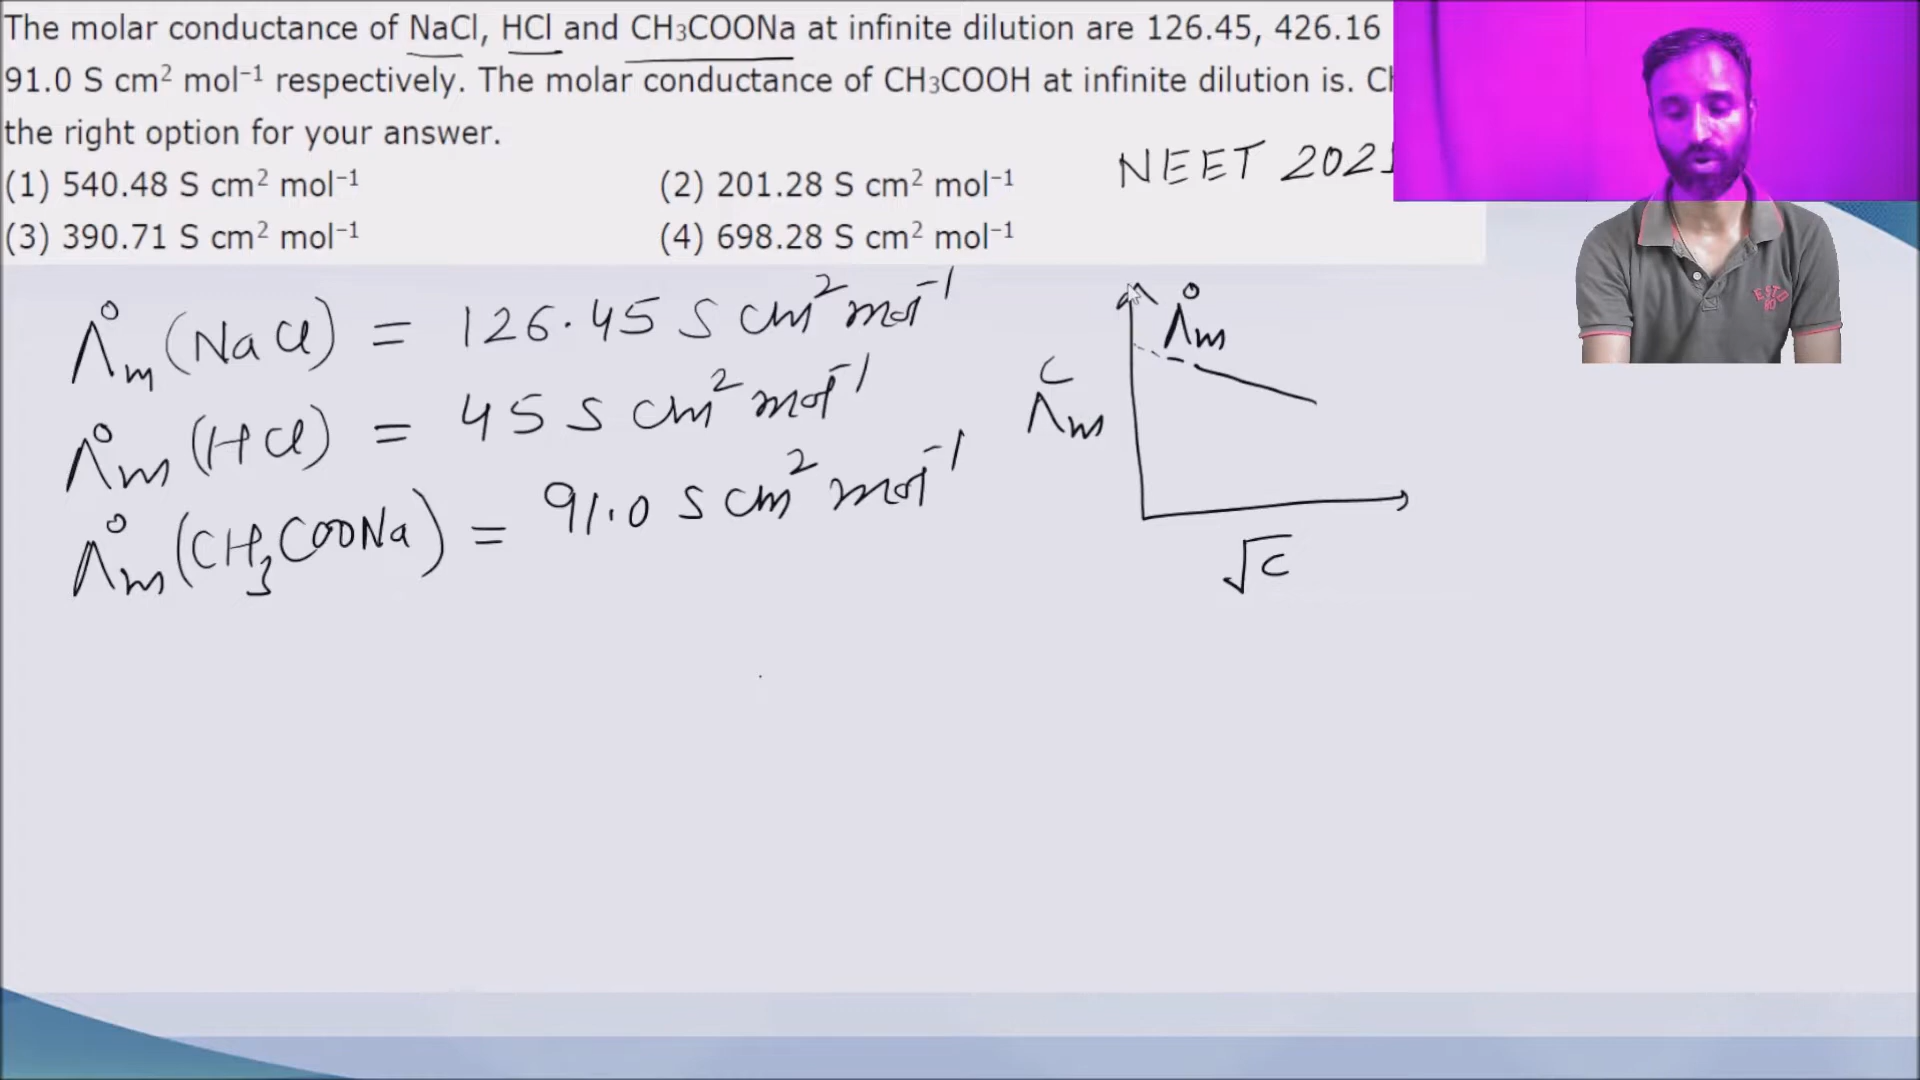 The molar conductance of NaCl, HCl and CH₃COONa at infinite dilution are 126.45, 426.16
91.0 S cm² mol⁻¹ respectively. The molar conductance of CH₃COOH at infinite dilution is.
the right option for your answer.
NEET 2021
(1) 540.48 S cm² mol⁻¹ (2) 201.28 S cm² mol⁻¹
(3) 390.71 S cm² mol⁻¹ (4) 698.28 S cm² mol⁻¹
Λ°m (NaCl) = 126.45 S cm² mol⁻¹
Λ°m (HCl) = 45 S cm² mol⁻¹
Λ°m (CH₃COONa) = 91.0 S cm² mol⁻¹
Λ°m
Λᶜm
√c
ESTD